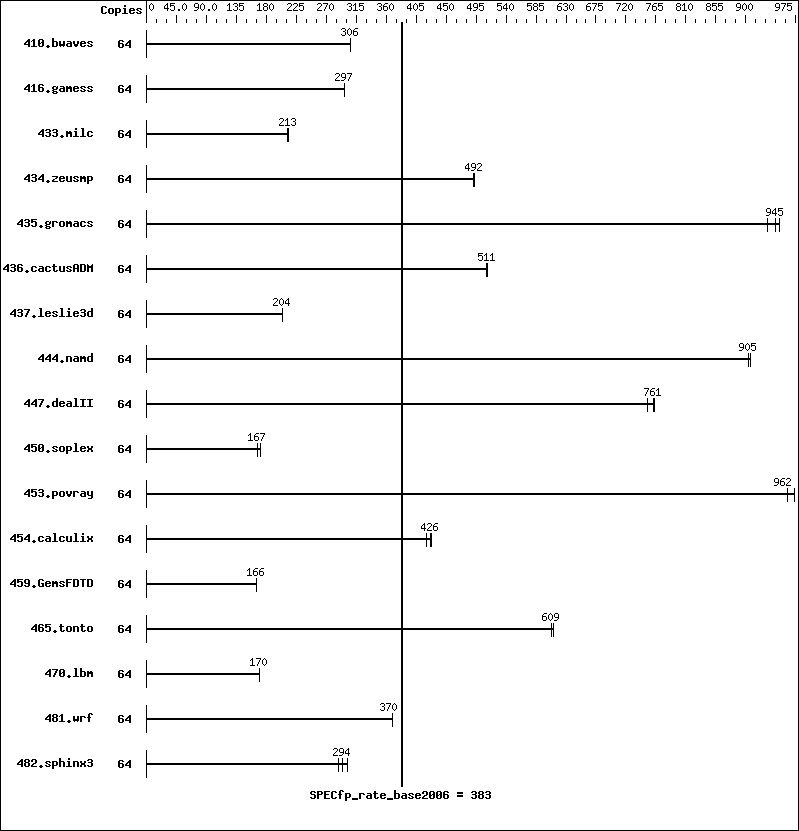 Copies 0 45.0 90.0 135 180 225 270 315 360 405 450 495 540 585 630 675 720 765 810 855 900 975
410.bwaves 64 306
416.gamess 64 297
433.milc 64 213
434.zeusmp 64 492
435.gromacs 64 945
436.cactusADM 64 511
437.leslie3d 64 204
444.namd 64 905
447.dealII 64 761
450.soplex 64 167
453.povray 64 962
454.calculix 64 426
459.GemsFDTD 64 166
465.tonto 64 609
470.lbm 64 170
481.wrf 64 370
482.sphinx3 64 294
SPECfp_rate_base2006 = 383